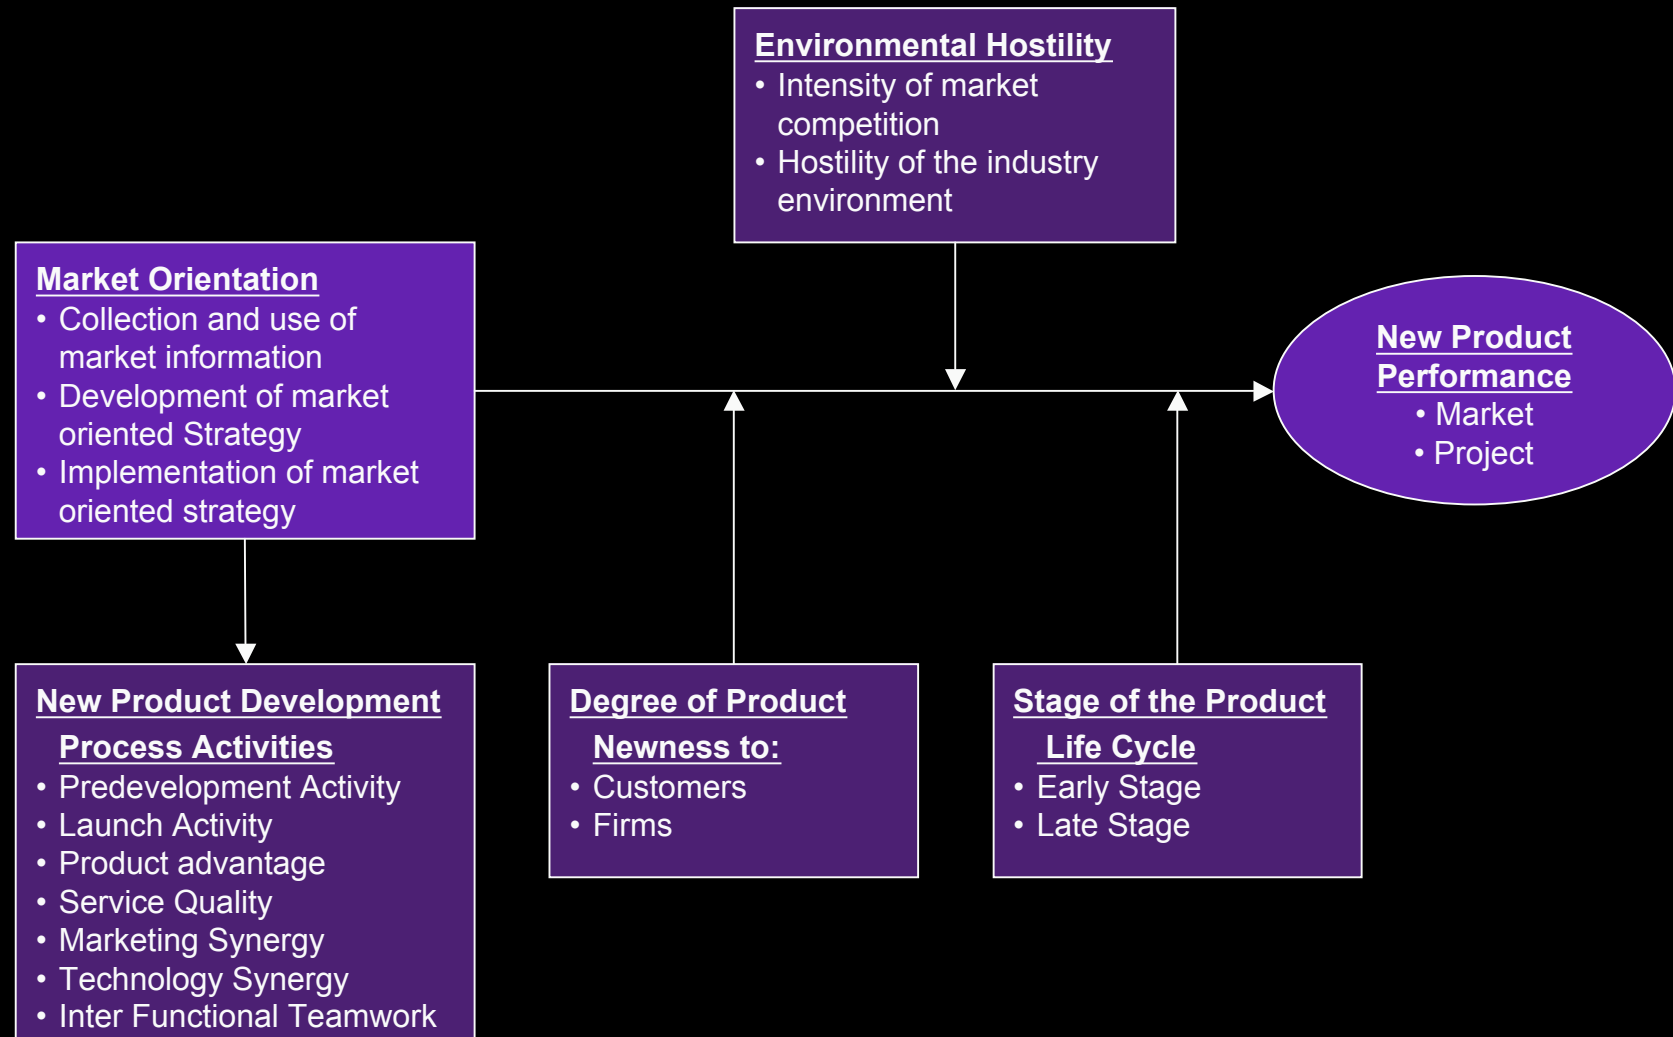 Environmental Hostility
• Intensity of market
competition
• Hostility of the industry
environment
Market Orientation
• Collection and use of
market information
• Development of market
oriented Strategy
• Implementation of market
oriented strategy
New Product
Performance
• Market
• Project
New Product Development
Process Activities
• Predevelopment Activity
• Launch Activity
• Product advantage
• Service Quality
• Marketing Synergy
• Technology Synergy
• Inter Functional Teamwork
Degree of Product
Newness to:
• Customers
• Firms
Stage of the Product
Life Cycle
• Early Stage
• Late Stage